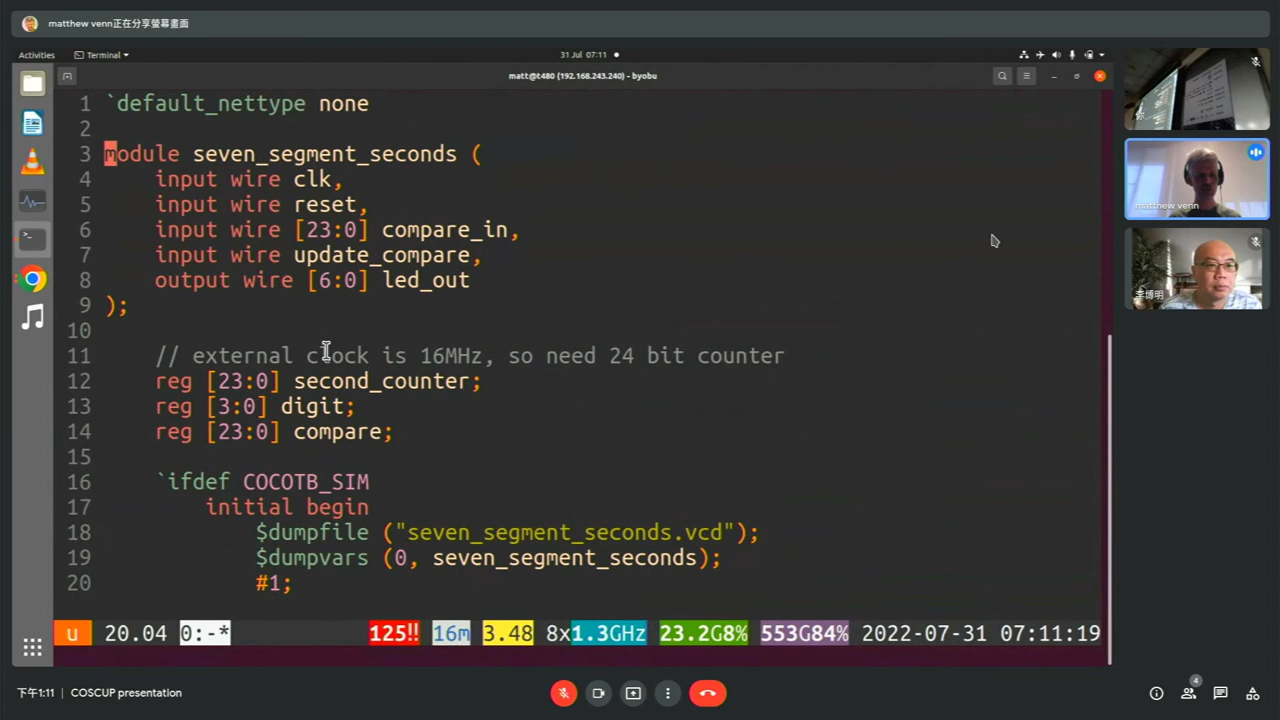 matthew venn正在分享螢幕畫面
Activities
Terminal
31 Jul 07:11
matt@t480 (192.168.243.240) - byobu
1 `default_nettype none
2
3 module seven_segment_seconds (
4 input wire clk,
5 input wire reset,
6 input wire [23:0] compare_in,
7 input wire update_compare,
8 output wire [6:0] led_out
9 );
10
11 // external clock is 16MHz, so need 24 bit counter
12 reg [23:0] second_counter;
13 reg [3:0] digit;
14 reg [23:0] compare;
15
16 `ifdef COCOTB_SIM
17 initial begin
18 $dumpfile ("seven_segment_seconds.vcd");
19 $dumpvars (0, seven_segment_seconds);
20 #1;
u 20.04 0:-* 125!! 16m 3.48 8x1.3GHz 23.2G8% 553G84% 2022-07-31 07:11:19
你
matthew venn
李博明
下午1:11 | COSCUP presentation
4